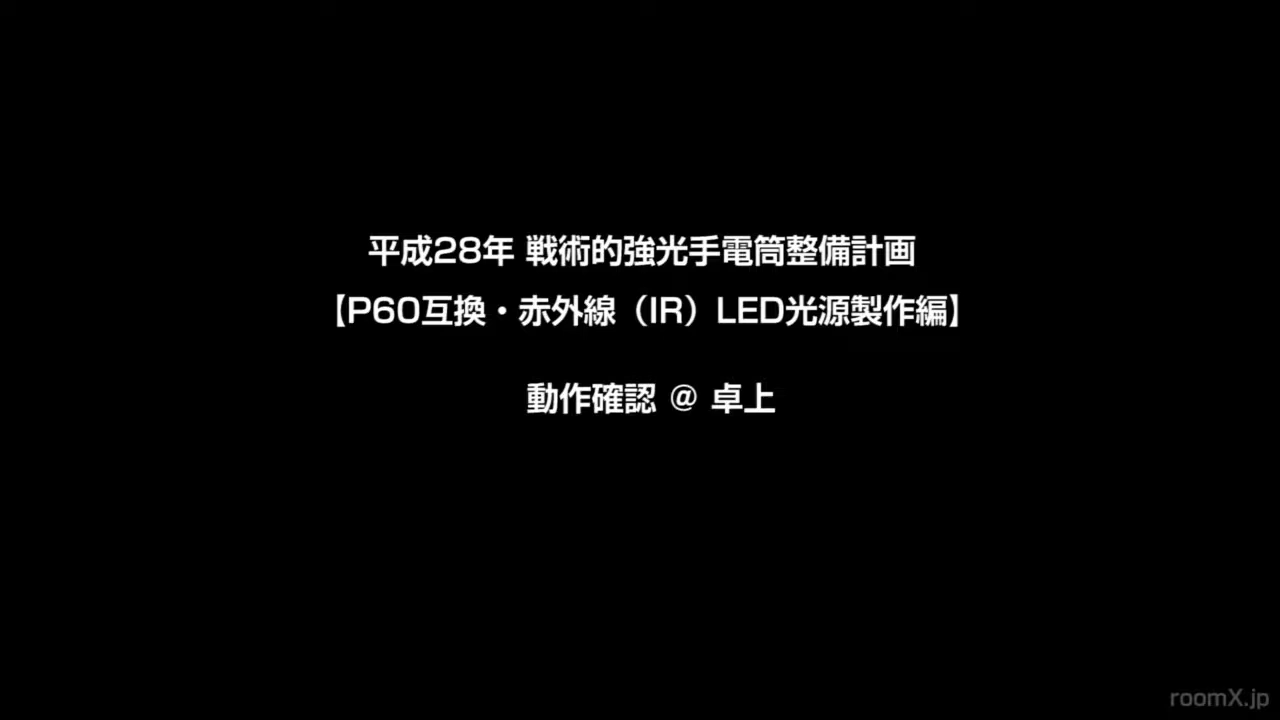 平成28年 戦術的強光手電筒整備計画
【P60互換・赤外線（IR）LED光源製作編】
動作確認 @ 卓上
roomX.jp